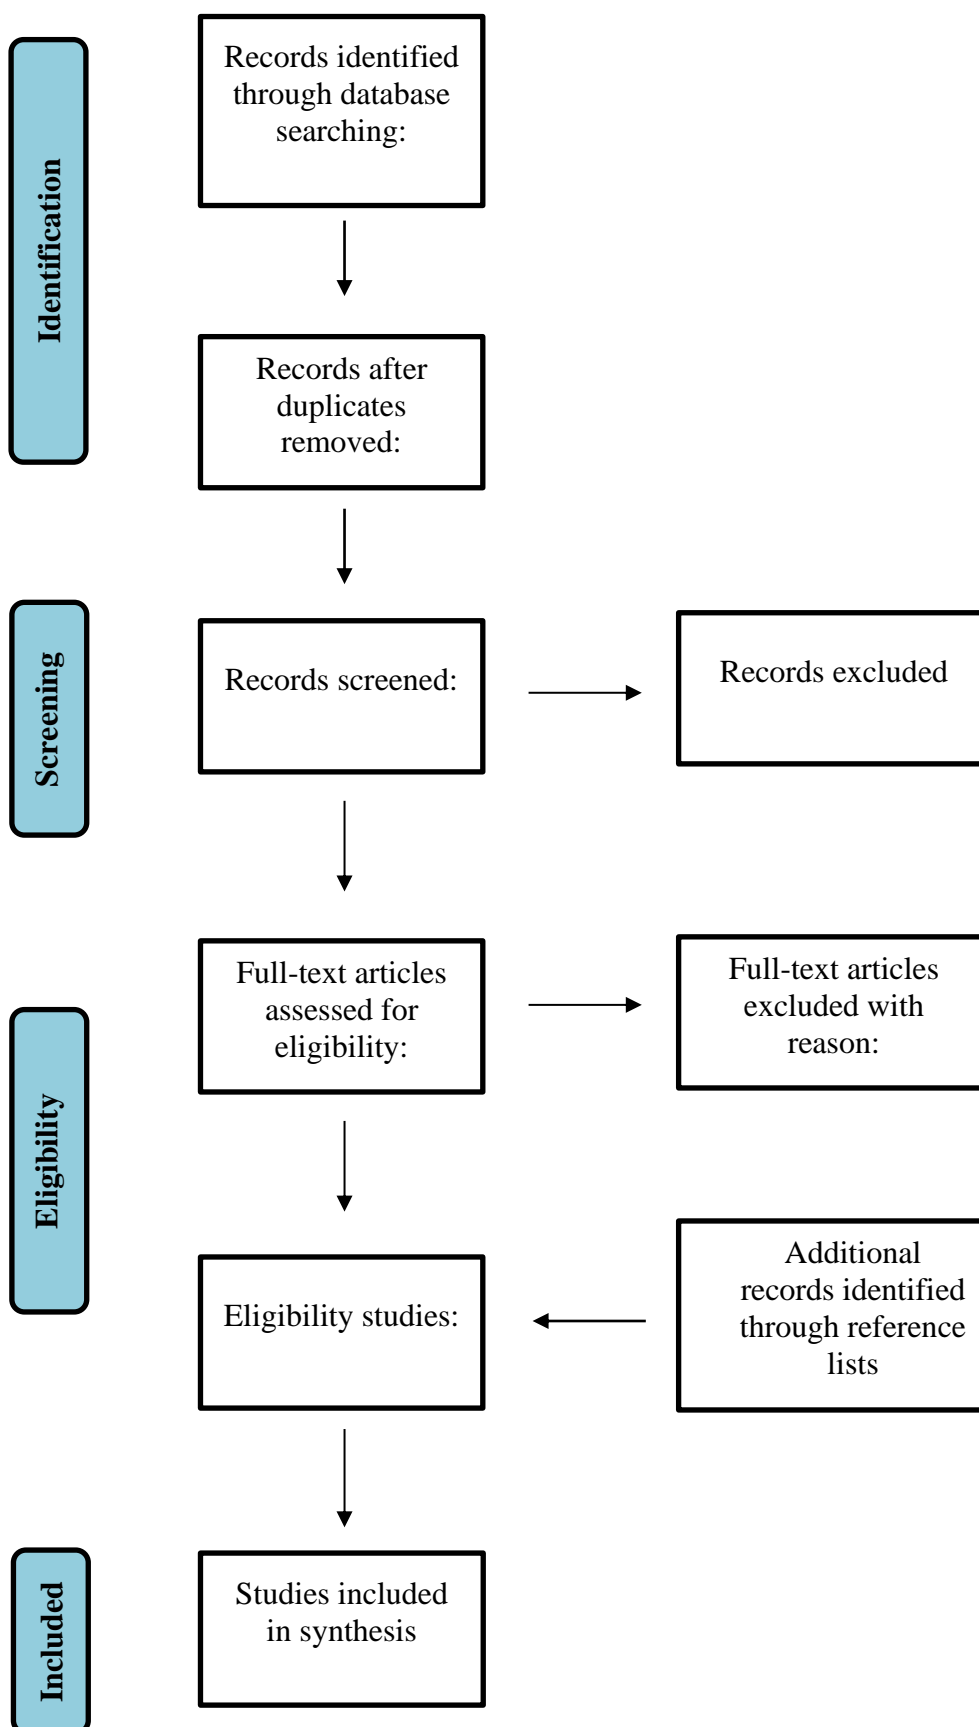 Identification
Records identified
through database
searching:
Records after
duplicates
removed:
Screening
Records screened:
Records excluded
Eligibility
Full-text articles
assessed for
eligibility:
Full-text articles
excluded with
reason:
Eligibility studies:
Additional
records identified
through reference
lists
Included
Studies included
in synthesis